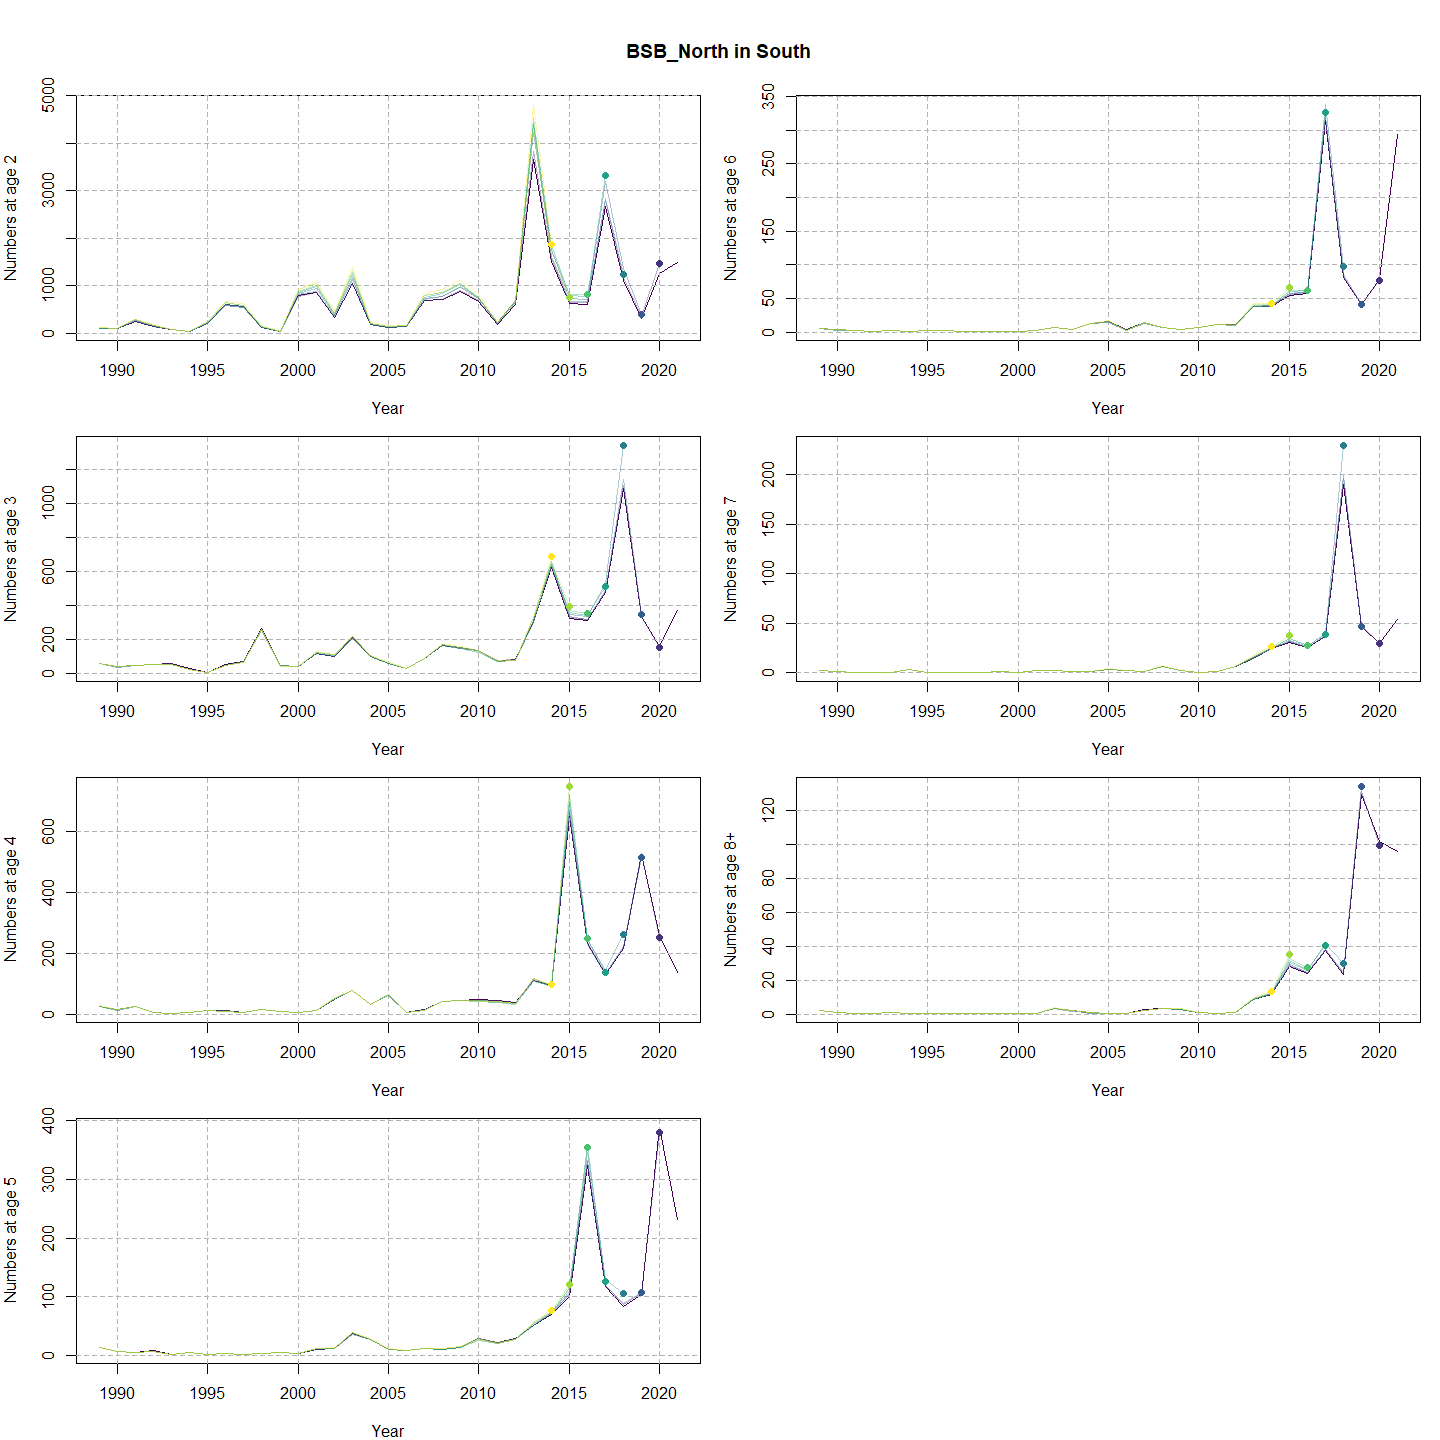 BSB_North in South
Numbers at age 2
0 1000 3000 5000
1990 1995 2000 2005 2010 2015 2020
Year
Numbers at age 6
0 50 150 250 350
1990 1995 2000 2005 2010 2015 2020
Year
Numbers at age 3
0 200 600 1000
1990 1995 2000 2005 2010 2015 2020
Year
Numbers at age 7
0 50 100 150 200
1990 1995 2000 2005 2010 2015 2020
Year
Numbers at age 4
0 200 400 600
1990 1995 2000 2005 2010 2015 2020
Year
Numbers at age 8+
0 20 40 60 80 120
1990 1995 2000 2005 2010 2015 2020
Year
Numbers at age 5
0 100 200 300 400
1990 1995 2000 2005 2010 2015 2020
Year